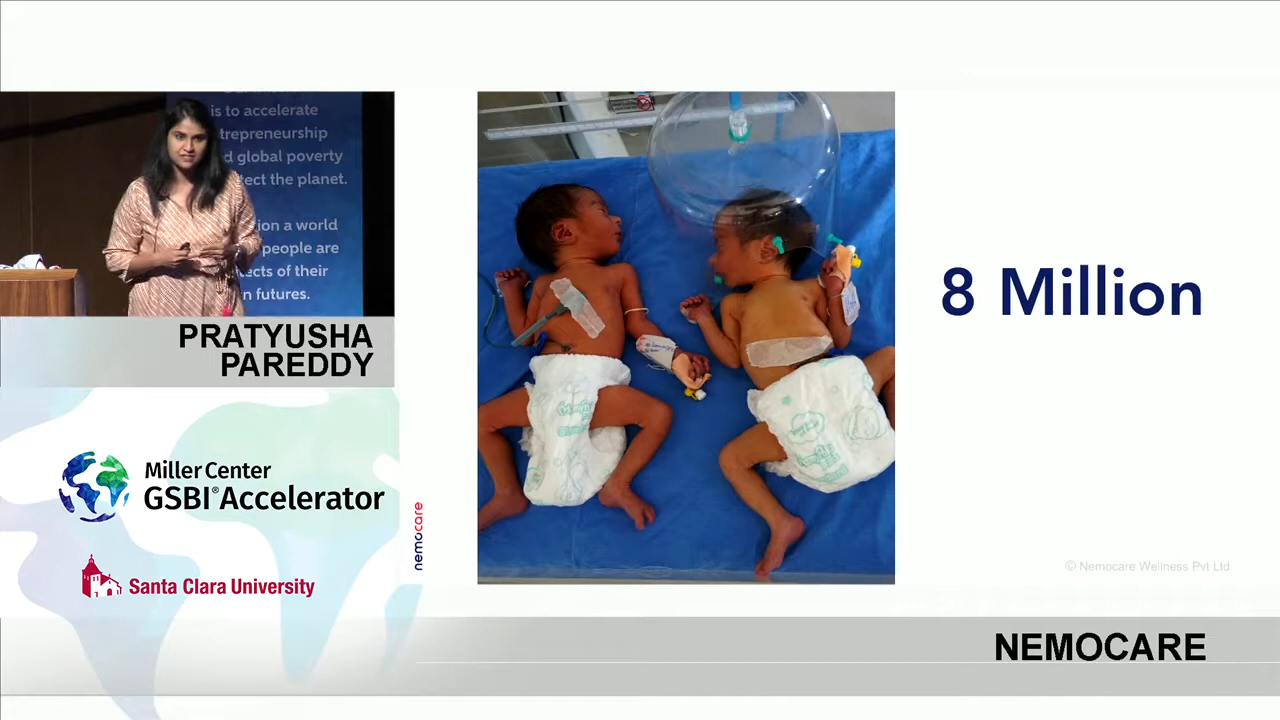 is to accelerate
trepreneurship
d global poverty
tect the planet.
ion a world
people are
tects of their
n futures.
PRATYUSHA
PAREDDY
Miller Center
GSBI® Accelerator
Santa Clara University
nemocare
8 Million
© Nemocare Wellness Pvt Ltd
NEMOCARE